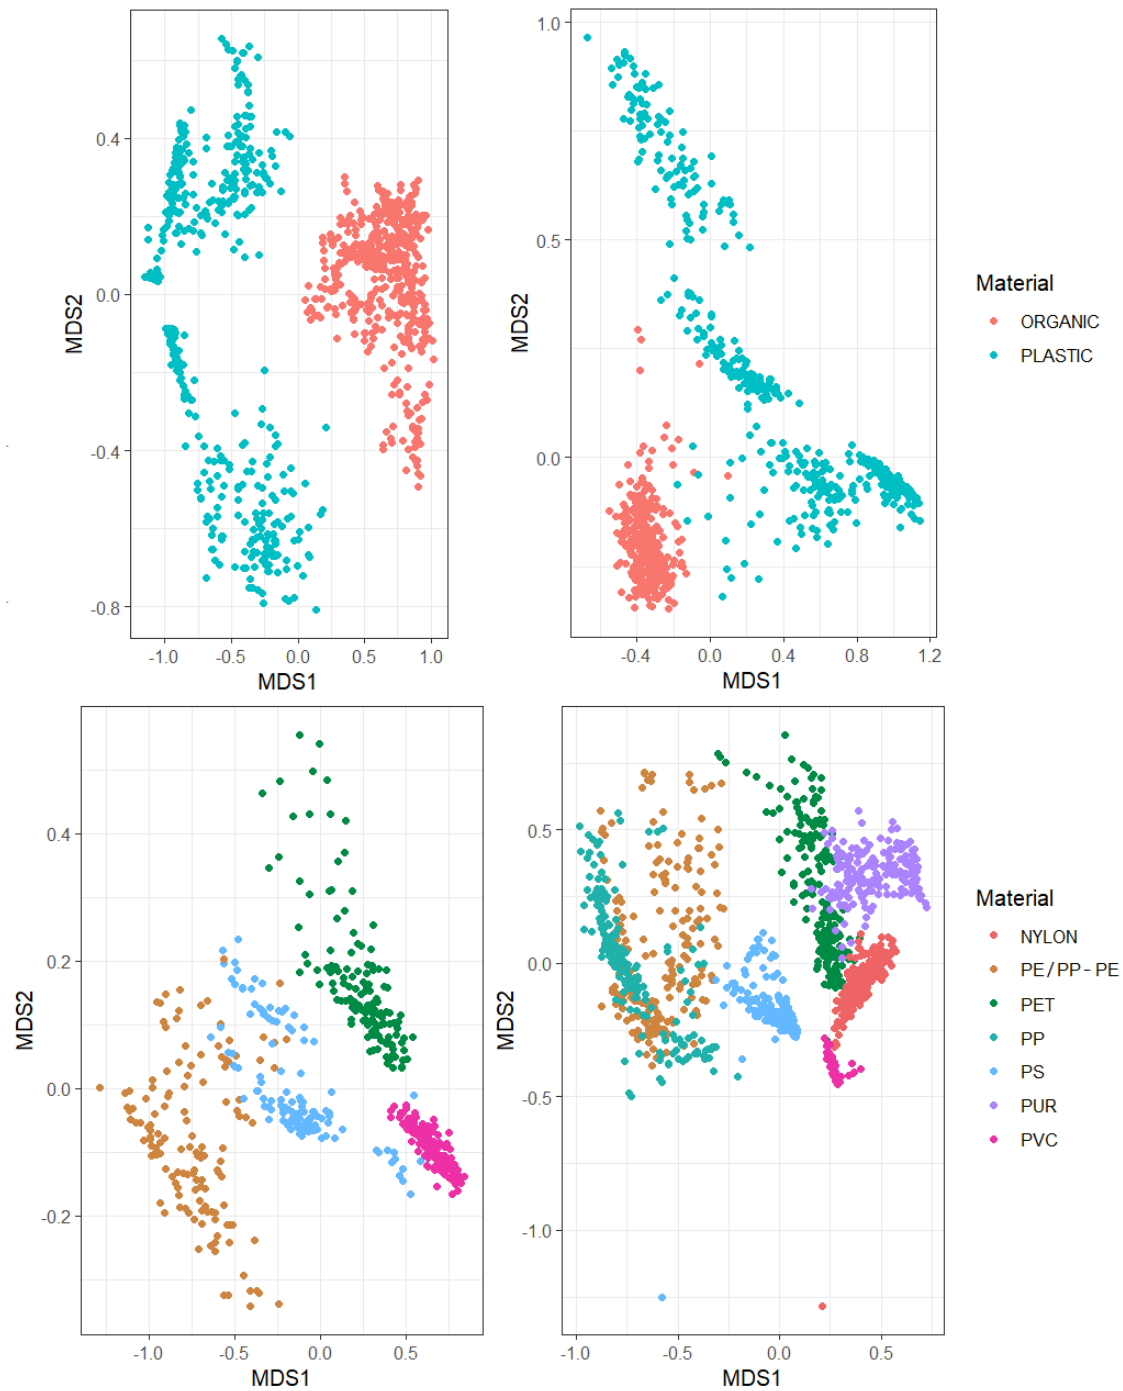 0.4
0.0
-0.4
-0.8
MDS2
-1.0 -0.5 0.0 0.5 1.0
MDS1
1.0
0.5
0.0
MDS2
-0.4 0.0 0.4 0.8 1.2
MDS1
Material
ORGANIC
PLASTIC
0.4
0.2
0.0
-0.2
MDS2
-1.0 -0.5 0.0 0.5
MDS1
0.5
0.0
-0.5
-1.0
MDS2
-1.0 -0.5 0.0 0.5
MDS1
Material
NYLON
PE / PP - PE
PET
PP
PS
PUR
PVC